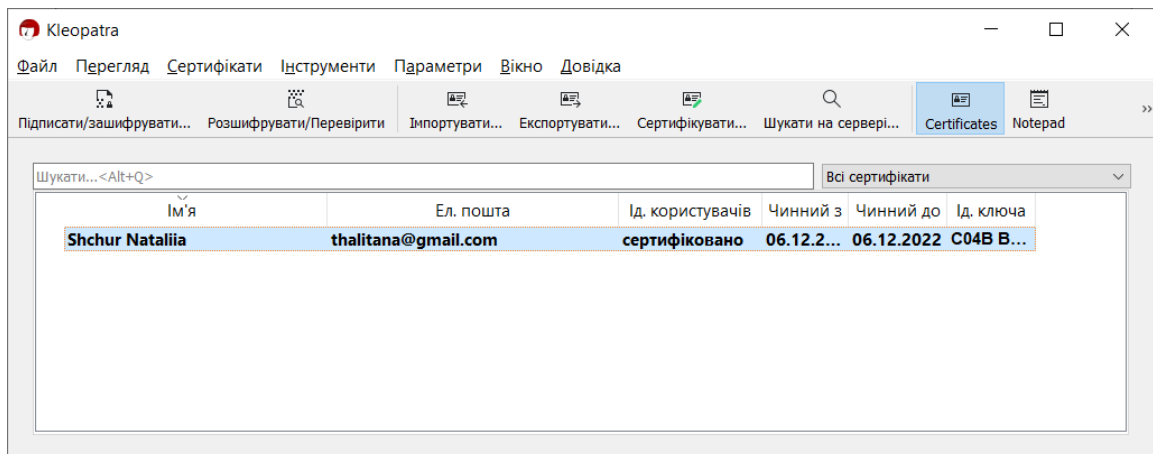 Kleopatra
Файл Перегляд Сертифікати Інструменти Параметри Вікно Довідка
Підписати/зашифрувати... Розшифрувати/Перевірити Імпортувати... Експортувати... Сертифікувати... Шукати на сервері... Certificates Notepad »
Шукати...<Alt+Q> Всі сертифікати
Ім'я Ел. пошта Ід. користувачів Чинний з Чинний до Ід. ключа
Shchur Nataliia thalitana@gmail.com сертифіковано 06.12.2... 06.12.2022 C04B B...